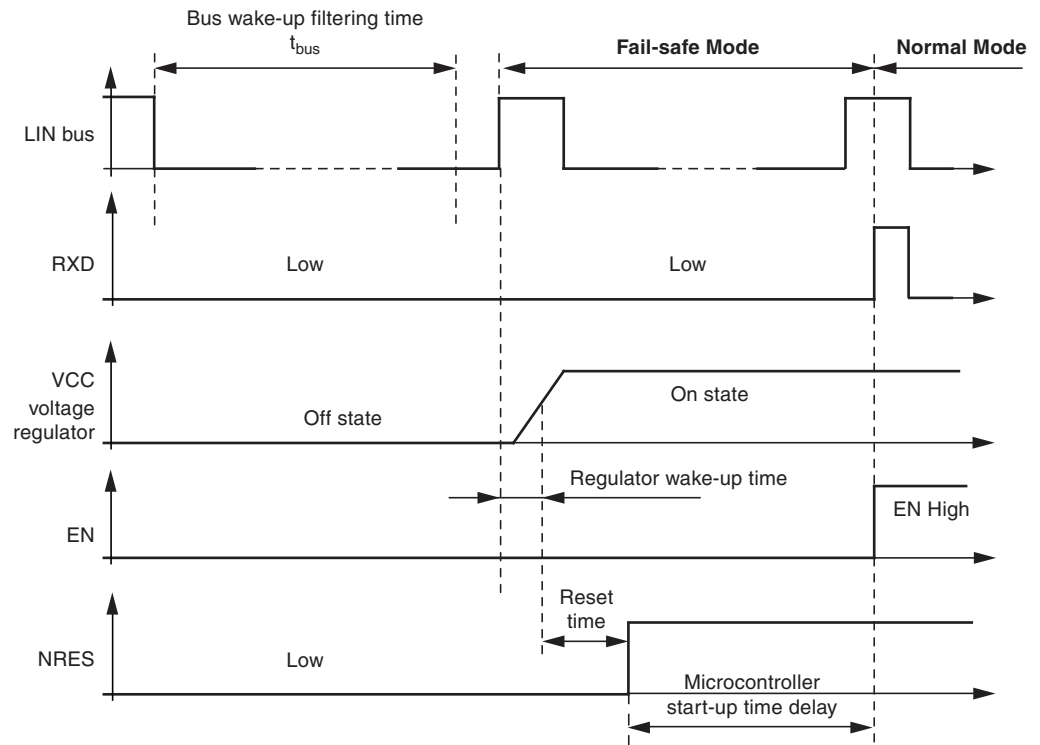 Bus wake-up filtering time
tbus
Fail-safe Mode
Normal Mode
LIN bus
RXD
Low
Low
VCC
voltage
regulator
Off state
On state
Regulator wake-up time
EN
EN High
Reset
time
NRES
Low
Microcontroller
start-up time delay